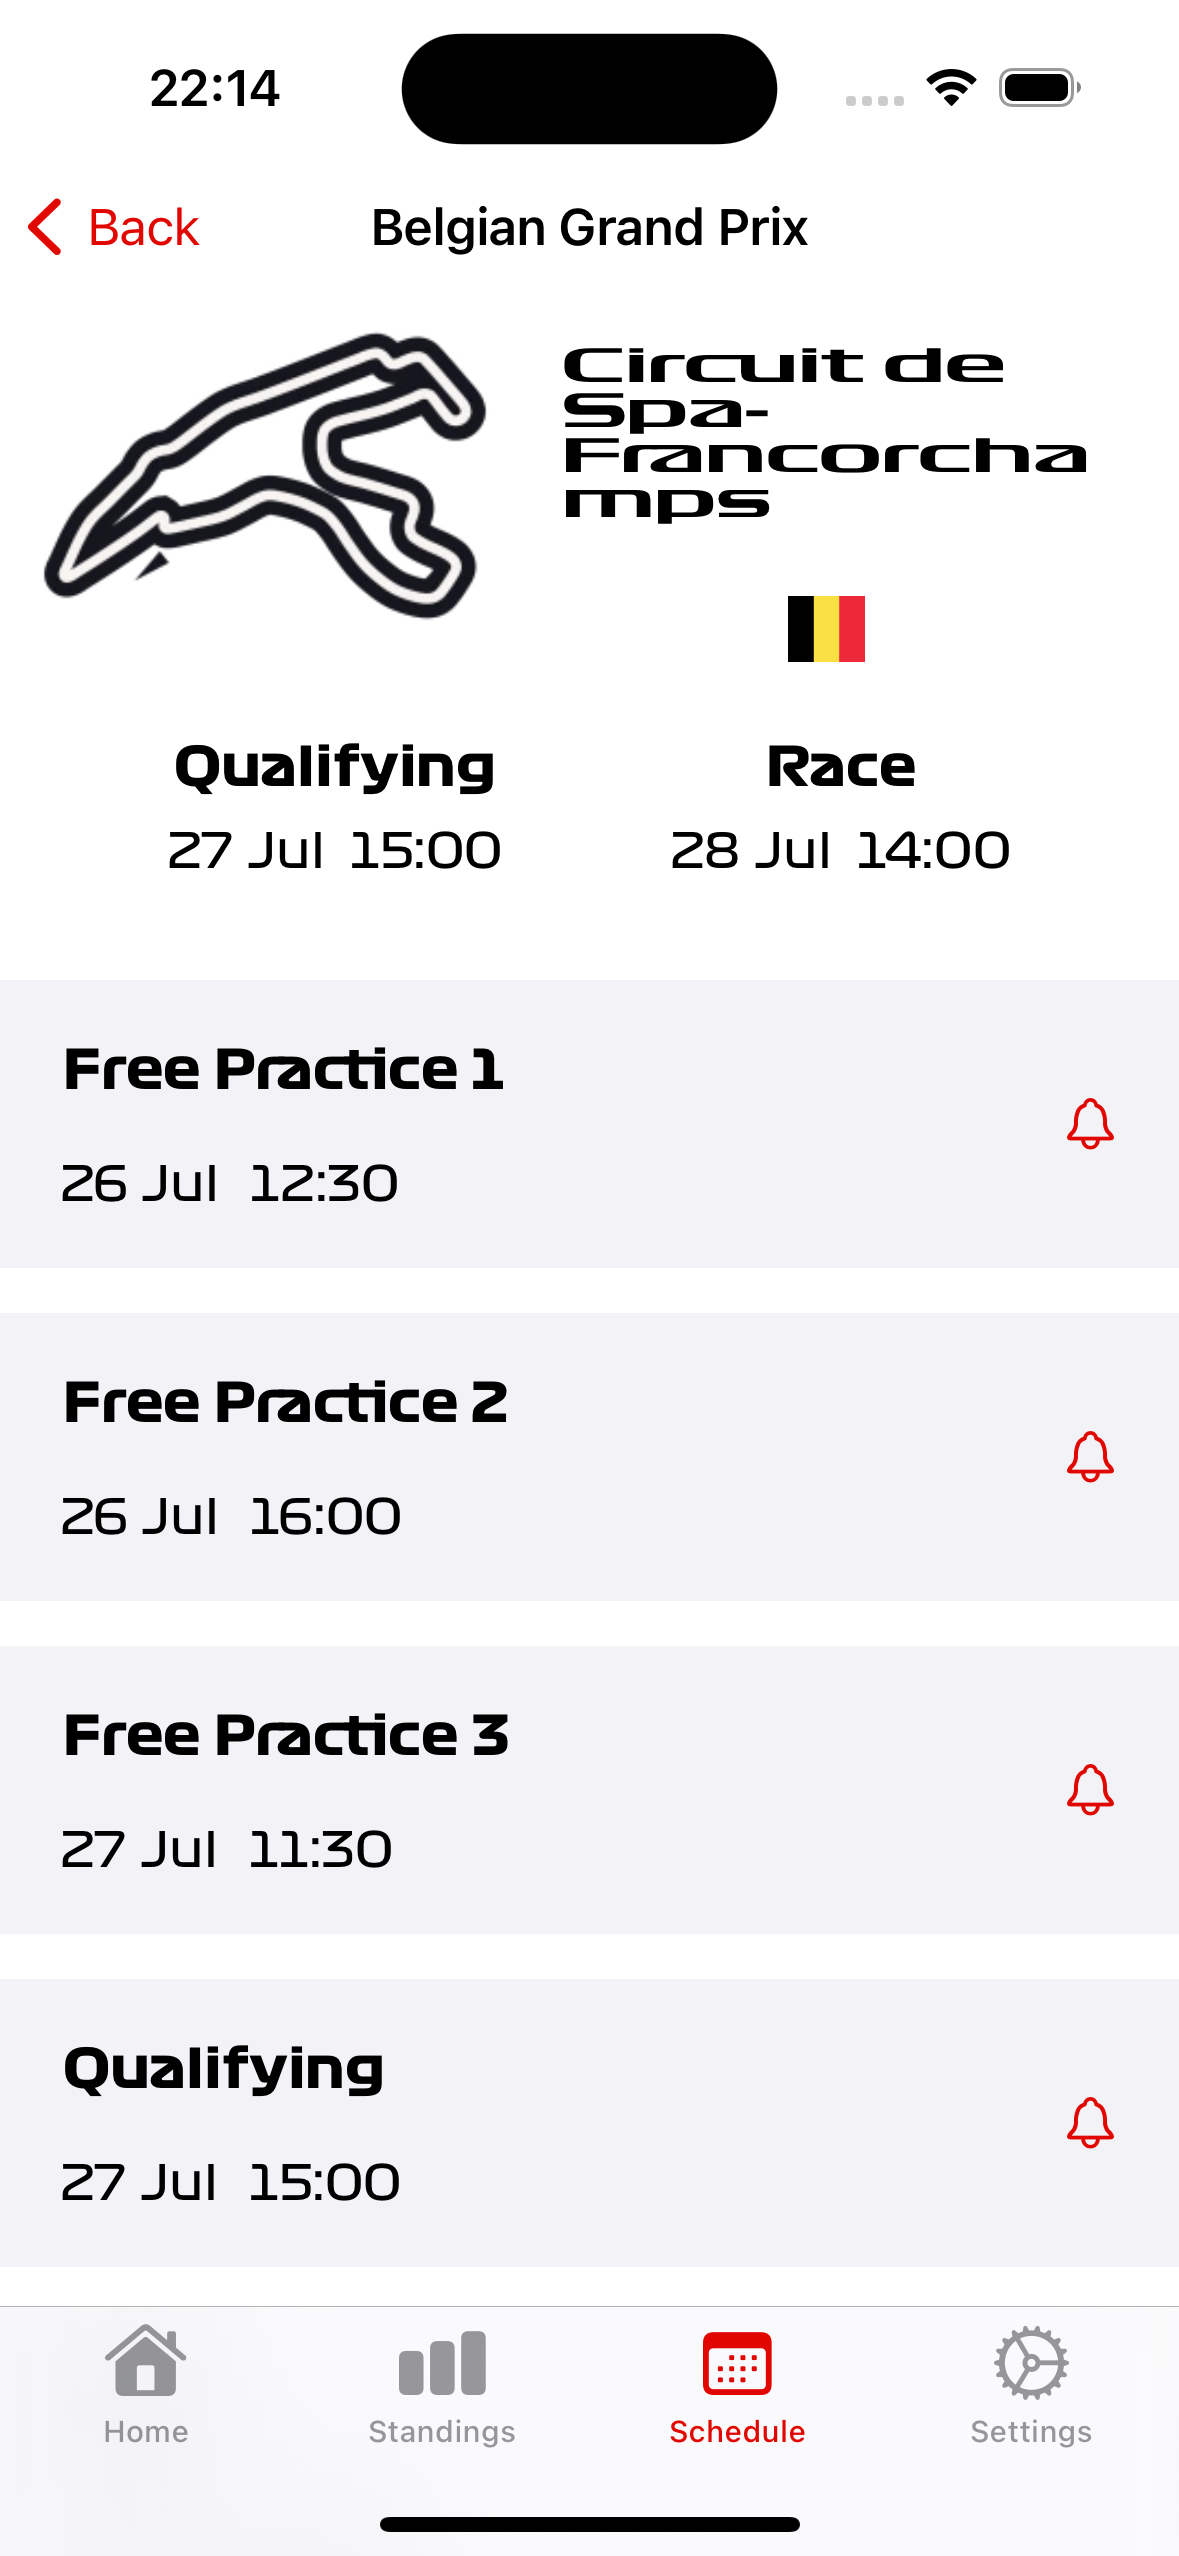 22:14
Back
Belgian Grand Prix
Circuit de
Spa-
Francorcha
mps
Qualifying
27 Jul 15:00
Race
28 Jul 14:00
Free Practice 1
26 Jul 12:30
Free Practice 2
26 Jul 16:00
Free Practice 3
27 Jul 11:30
Qualifying
27 Jul 15:00
Home
Standings
Schedule
Settings